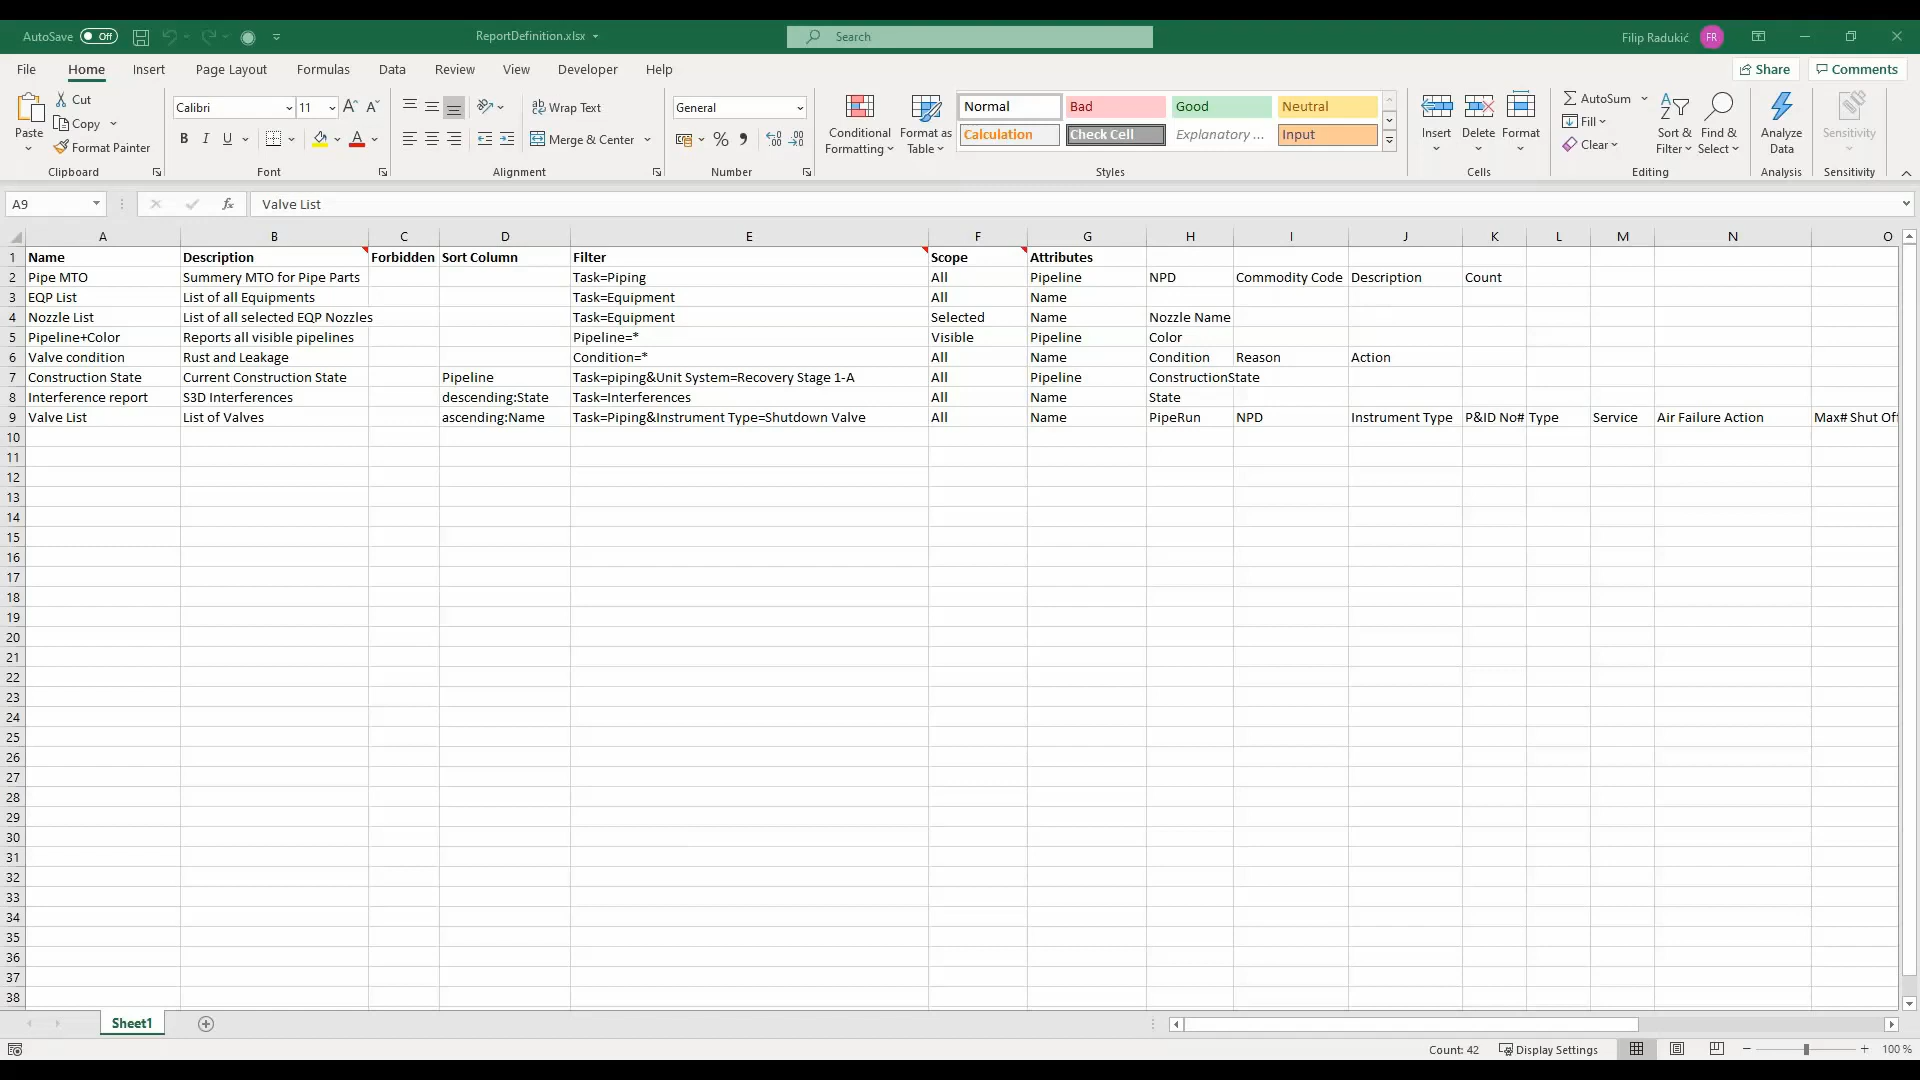 AutoSave Off ReportDefinition.xlsx Search Filip Radukić FR
File Home Insert Page Layout Formulas Data Review View Developer Help Share Comments
Paste Cut Copy Format Painter Clipboard
Calibri 11 A A B I U A Font
Wrap Text Merge & Center Alignment
General % Number
Conditional Formatting Format as Table
Normal Bad Good Neutral
Calculation Check Cell Explanatory ... Input
Styles
Insert Delete Format Cells
AutoSum Fill Clear Sort & Filter Find & Select Editing
Analyze Data Analysis
Sensitivity Sensitivity
A9 fx Valve List
A B C D E F G H I J K L M N O
1 Name Description Forbidden Sort Column Filter Scope Attributes
2 Pipe MTO Summery MTO for Pipe Parts Task=Piping All Pipeline NPD Commodity Code Description Count
3 EQP List List of all Equipments Task=Equipment All Name
4 Nozzle List List of all selected EQP Nozzles Task=Equipment Selected Name Nozzle Name
5 Pipeline+Color Reports all visible pipelines Pipeline=* Visible Pipeline Color
6 Valve condition Rust and Leakage Condition=* All Name Condition Reason Action
7 Construction State Current Construction State Pipeline Task=piping&Unit System=Recovery Stage 1-A All Pipeline ConstructionState
8 Interference report S3D Interferences descending:State Task=Interferences All Name State
9 Valve List List of Valves ascending:Name Task=Piping&Instrument Type=Shutdown Valve All Name PipeRun NPD Instrument Type P&ID No# Type Service Air Failure Action Max# Shut Off
10
11
12
13
14
15
16
17
18
19
20
21
22
23
24
25
26
27
28
29
30
31
32
33
34
35
36
37
38
Sheet1
Count: 42 Display Settings 100 %